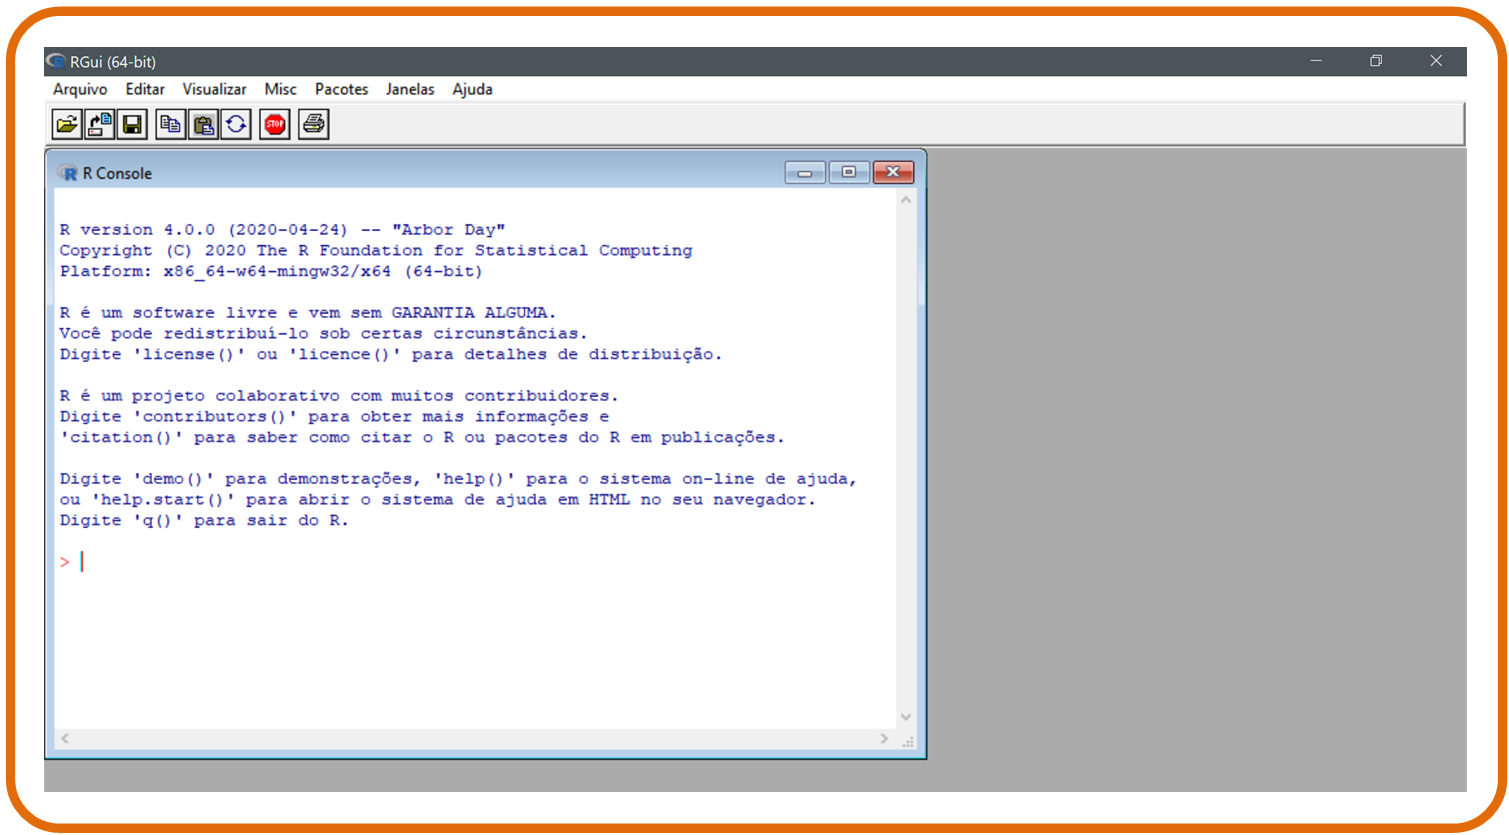 RGui (64-bit)
Arquivo Editar Visualizar Misc Pacotes Janelas Ajuda
STOP
R Console
R version 4.0.0 (2020-04-24) -- "Arbor Day"
Copyright (C) 2020 The R Foundation for Statistical Computing
Platform: x86_64-w64-mingw32/x64 (64-bit)
R é um software livre e vem sem GARANTIA ALGUMA.
Você pode redistribuí-lo sob certas circunstâncias.
Digite 'license()' ou 'licence()' para detalhes de distribuição.
R é um projeto colaborativo com muitos contribuidores.
Digite 'contributors()' para obter mais informações e
'citation()' para saber como citar o R ou pacotes do R em publicações.
Digite 'demo()' para demonstrações, 'help()' para o sistema on-line de ajuda,
ou 'help.start()' para abrir o sistema de ajuda em HTML no seu navegador.
Digite 'q()' para sair do R.
>